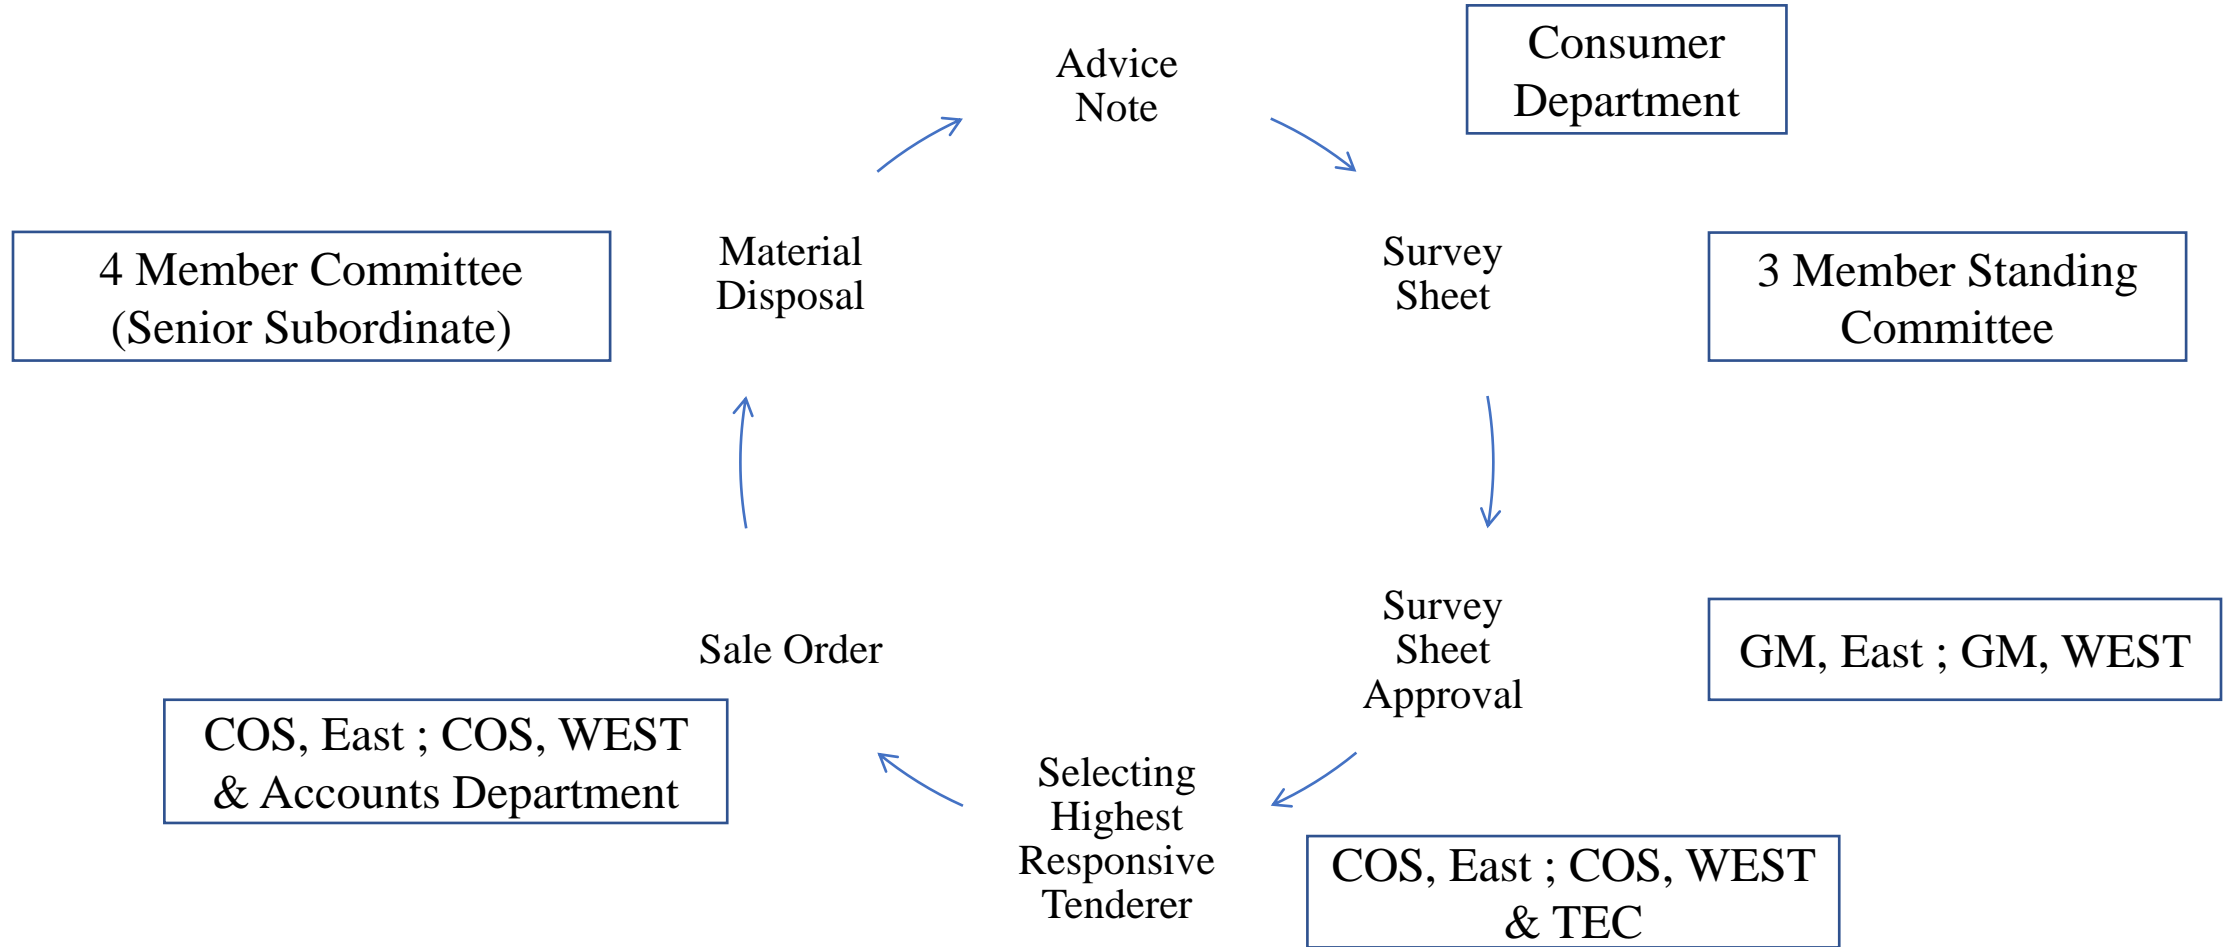 Advice
Note
Consumer
Department
Survey
Sheet
3 Member Standing
Committee
Survey
Sheet
Approval
GM, East ; GM, WEST
Selecting
Highest
Responsive
Tenderer
COS, East ; COS, WEST
& TEC
Sale Order
COS, East ; COS, WEST
& Accounts Department
Material
Disposal
4 Member Committee
(Senior Subordinate)